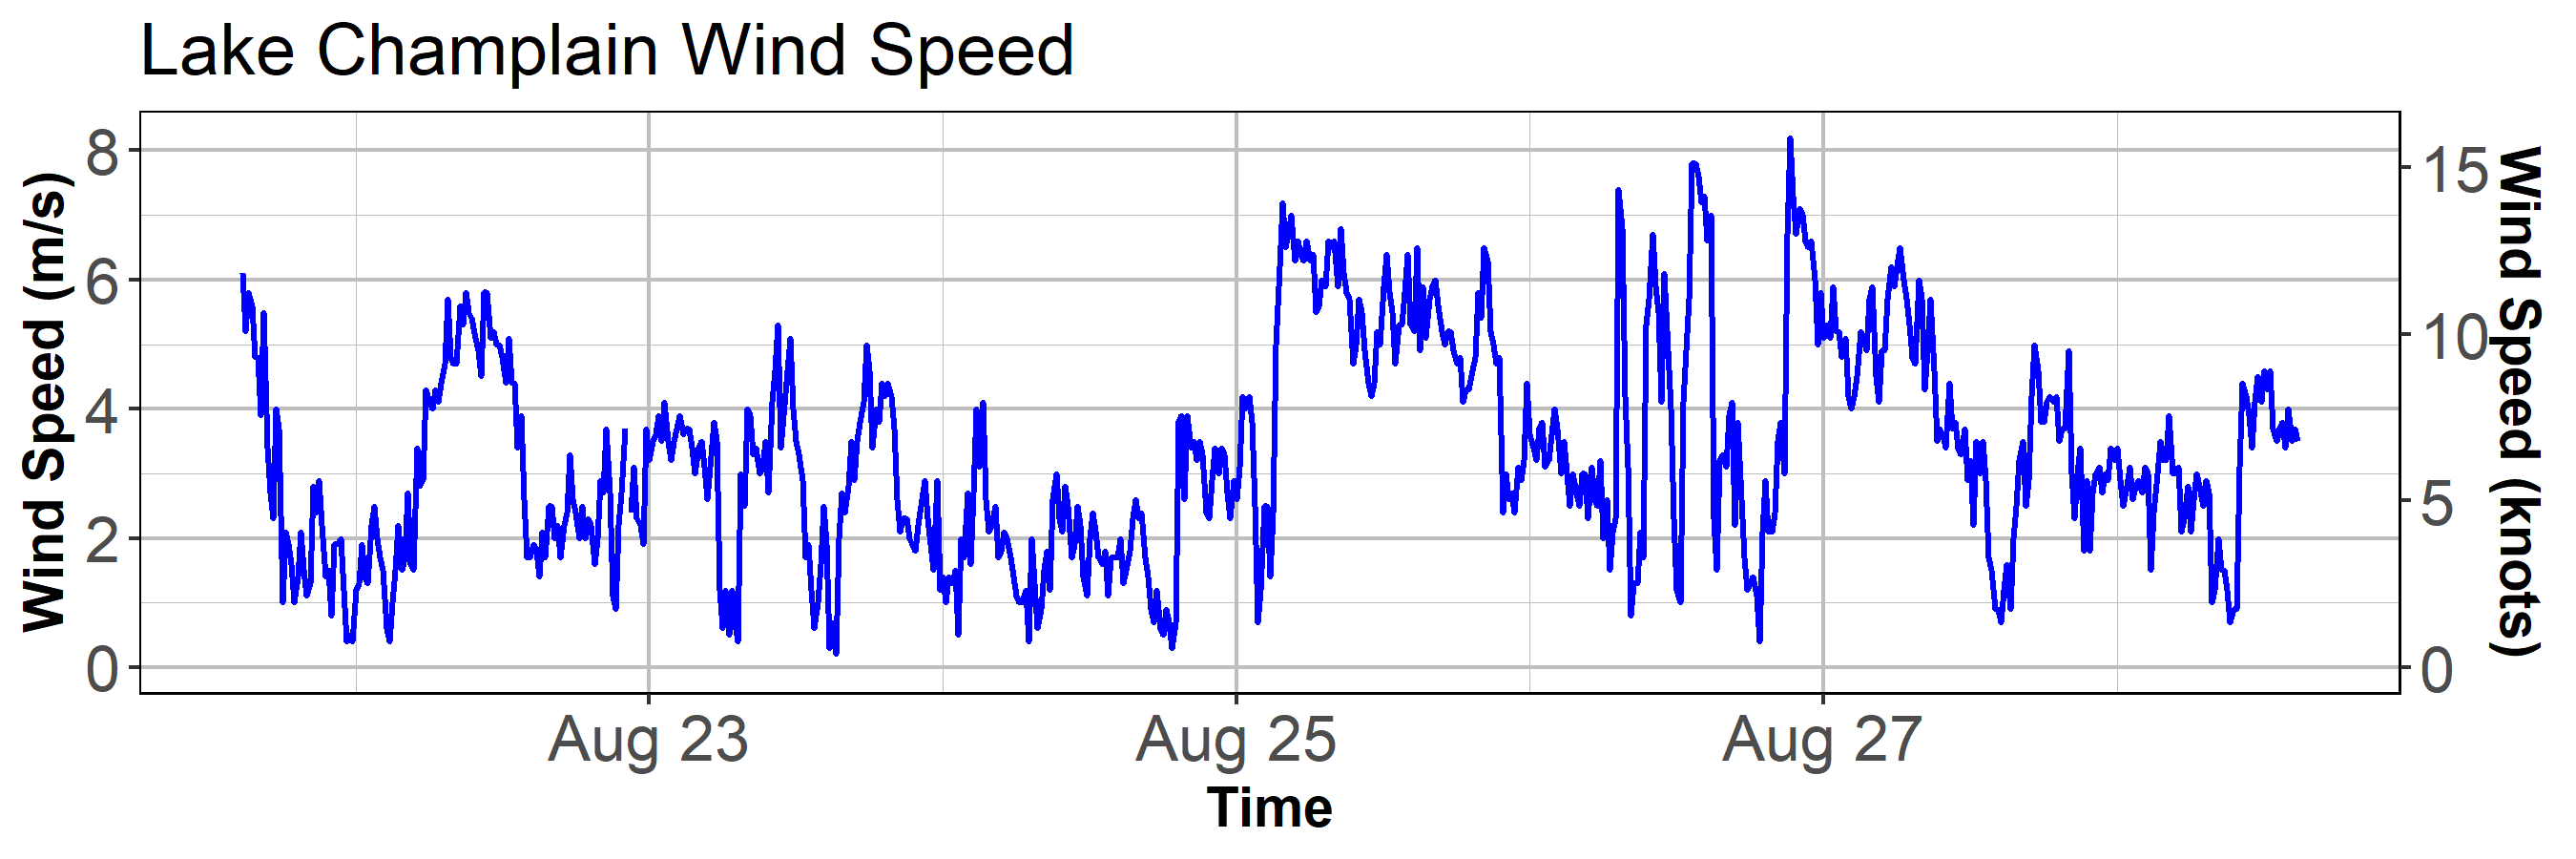 Lake Champlain Wind Speed
Wind Speed (m/s)
8
6
4
2
0
15
10
5
0
Wind Speed (knots)
Aug 23
Aug 25
Aug 27
Time